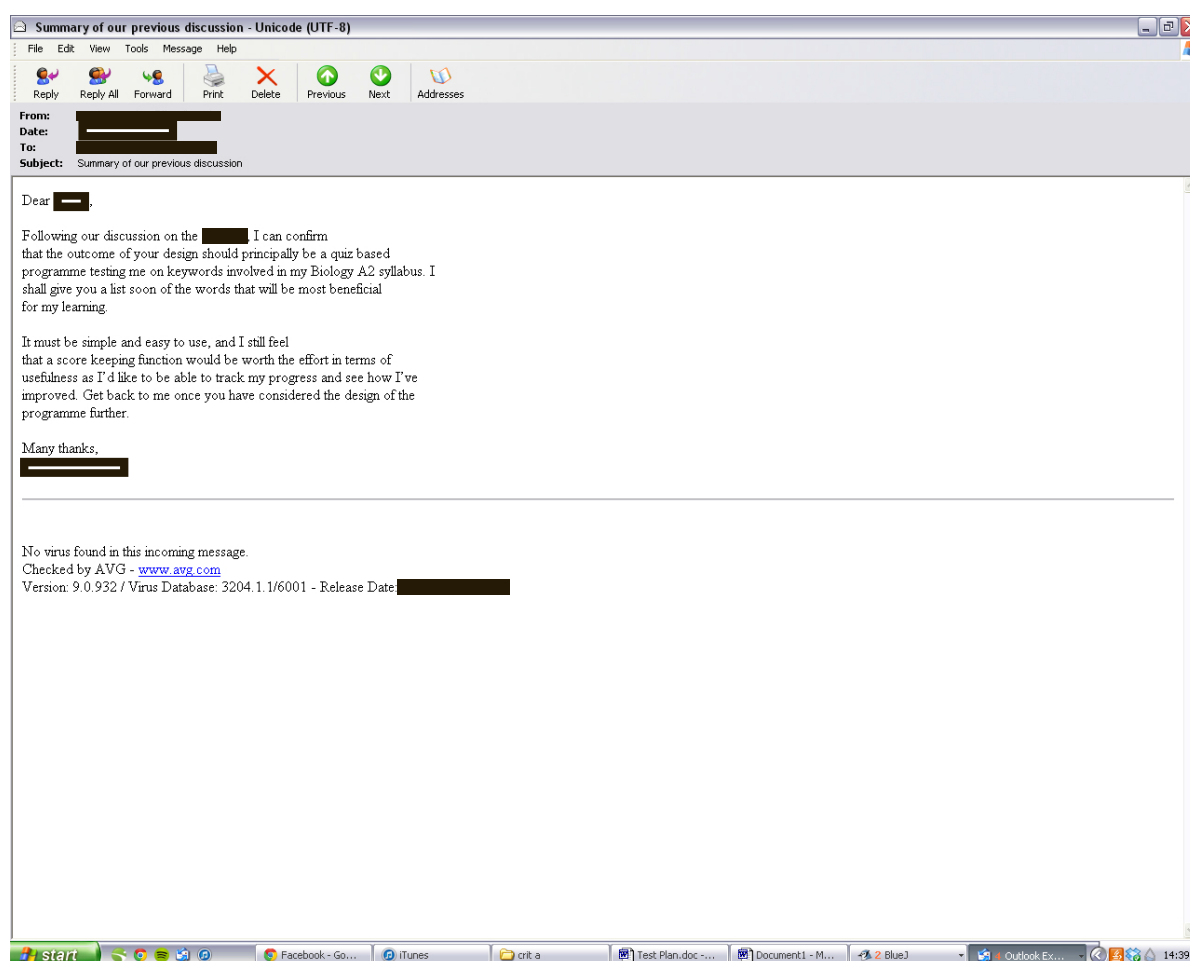 Summary of our previous discussion - Unicode (UTF-8)
File Edit View Tools Message Help
Reply Reply All Forward Print Delete Previous Next Addresses
From:
Date:
To:
Subject: Summary of our previous discussion
Dear ,
Following our discussion on the , I can confirm
that the outcome of your design should principally be a quiz based
programme testing me on keywords involved in my Biology A2 syllabus. I
shall give you a list soon of the words that will be most beneficial
for my learning.
It must be simple and easy to use, and I still feel
that a score keeping function would be worth the effort in terms of
usefulness as I'd like to be able to track my progress and see how I've
improved. Get back to me once you have considered the design of the
programme further.
Many thanks,
No virus found in this incoming message.
Checked by AVG - www.avg.com
Version: 9.0.932 / Virus Database: 3204.1.1/6001 - Release Date:
start Facebook - Go... iTunes crit a Test Plan.doc -... Document1 - M... 2 BlueJ 4 Outlook Ex... 14:39